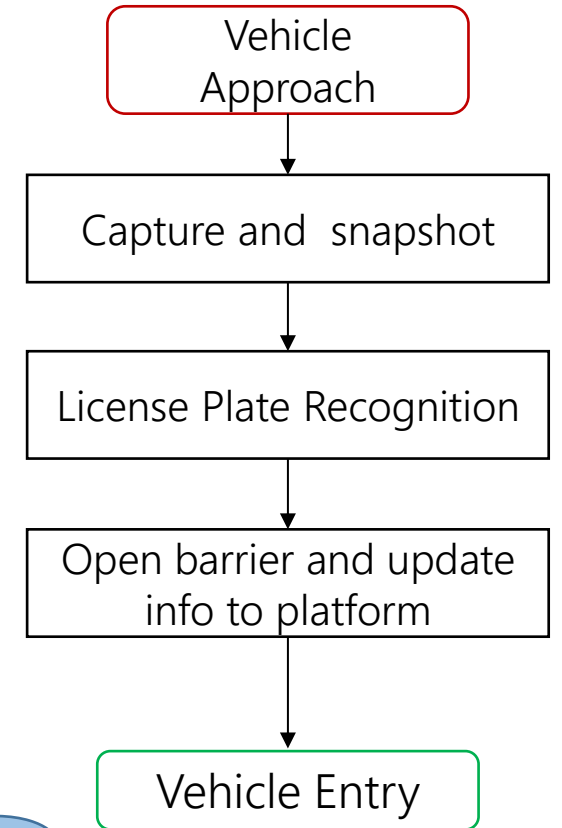 Vehicle
Approach
Capture and  snapshot
License Plate Recognition
Open barrier and update
info to platform
Vehicle Entry